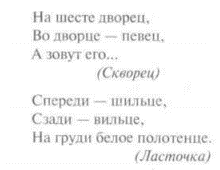 На шесте дворец,
Во дворце — певец,
А зовут его...
(Скворец)
Спереди — шильце,
Сзади — вильце,
На груди белое полотенце.
(Ласточка)